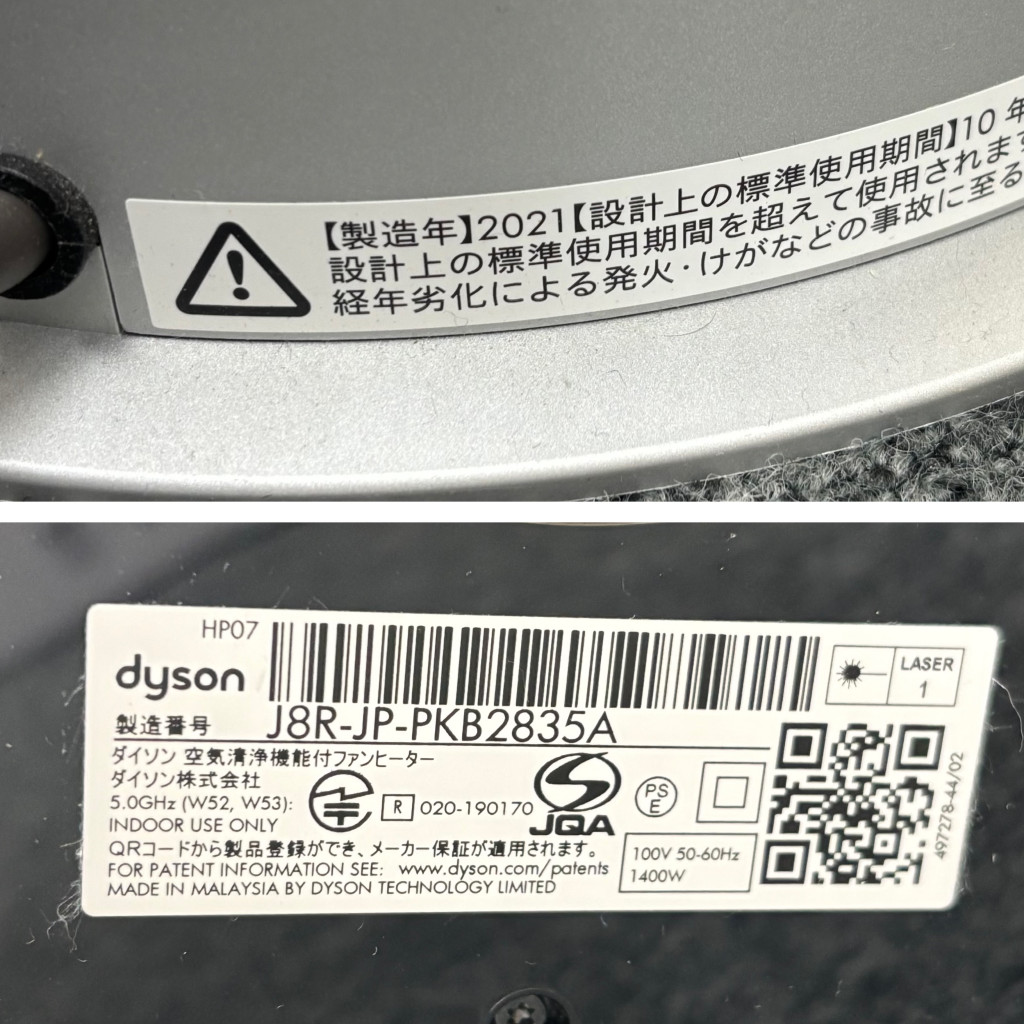 【製造年】2021【設計上の標準使用期間】10年
設計上の標準使用期間を超えて使用されます
経年劣化による発火・けがなどの事故に至る
HP07
dyson
LASER
1
製造番号 J8R-JP-PKB2835A
ダイソン 空気清浄機能付ファンヒーター
ダイソン株式会社
5.0GHz (W52, W53):
INDOOR USE ONLY
R 020-190170
JQA
PS
E
QRコードから製品登録ができ、メーカー保証が適用されます。
FOR PATENT INFORMATION SEE: www.dyson.com/patents
MADE IN MALAYSIA BY DYSON TECHNOLOGY LIMITED
100V 50-60Hz
1400W
497278-44/02